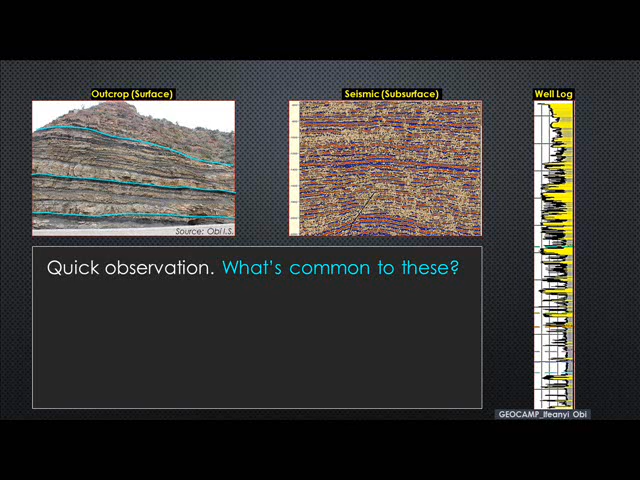 Outcrop (Surface)
Seismic (Subsurface)
Well Log
Source: Obi I.S.
Quick observation. What's common to these?
GEOCAMP_Ifeanyi Obi